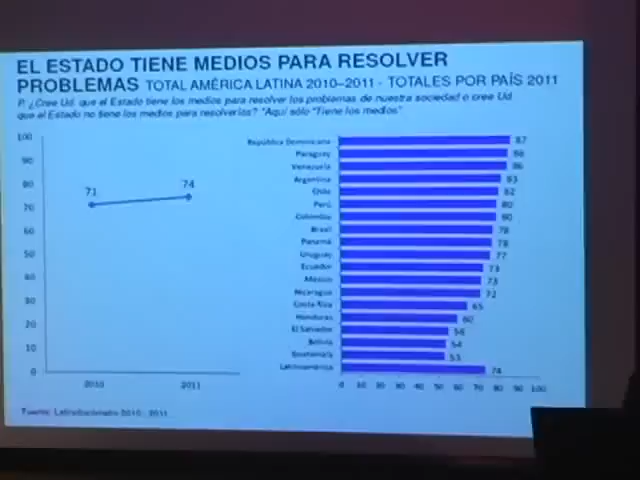 EL ESTADO TIENE MEDIOS PARA RESOLVER
PROBLEMAS TOTAL AMÉRICA LATINA 2010–2011 - TOTALES POR PAÍS 2011
P. ¿Cree Ud. que el Estado tiene los medios para resolver los problemas de nuestra sociedad o cree Ud.
que el Estado no tiene los medios para resolverlos? *Aquí sólo "Tiene los medios"
100
90
80
70
60
50
40
30
20
10
0
71
74
2010
2011
República Dominicana 87
Paraguay 86
Venezuela 86
Argentina 83
Chile 82
Perú 80
Colombia 80
Brasil 78
Panamá 78
Uruguay 77
Ecuador 73
México 73
Nicaragua 72
Costa Rica 65
Honduras 60
El Salvador 56
Bolivia 54
Guatemala 53
Latinoamérica 74
0 10 20 30 40 50 60 70 80 90 100
Fuente: Latinobarómetro 2010 - 2011